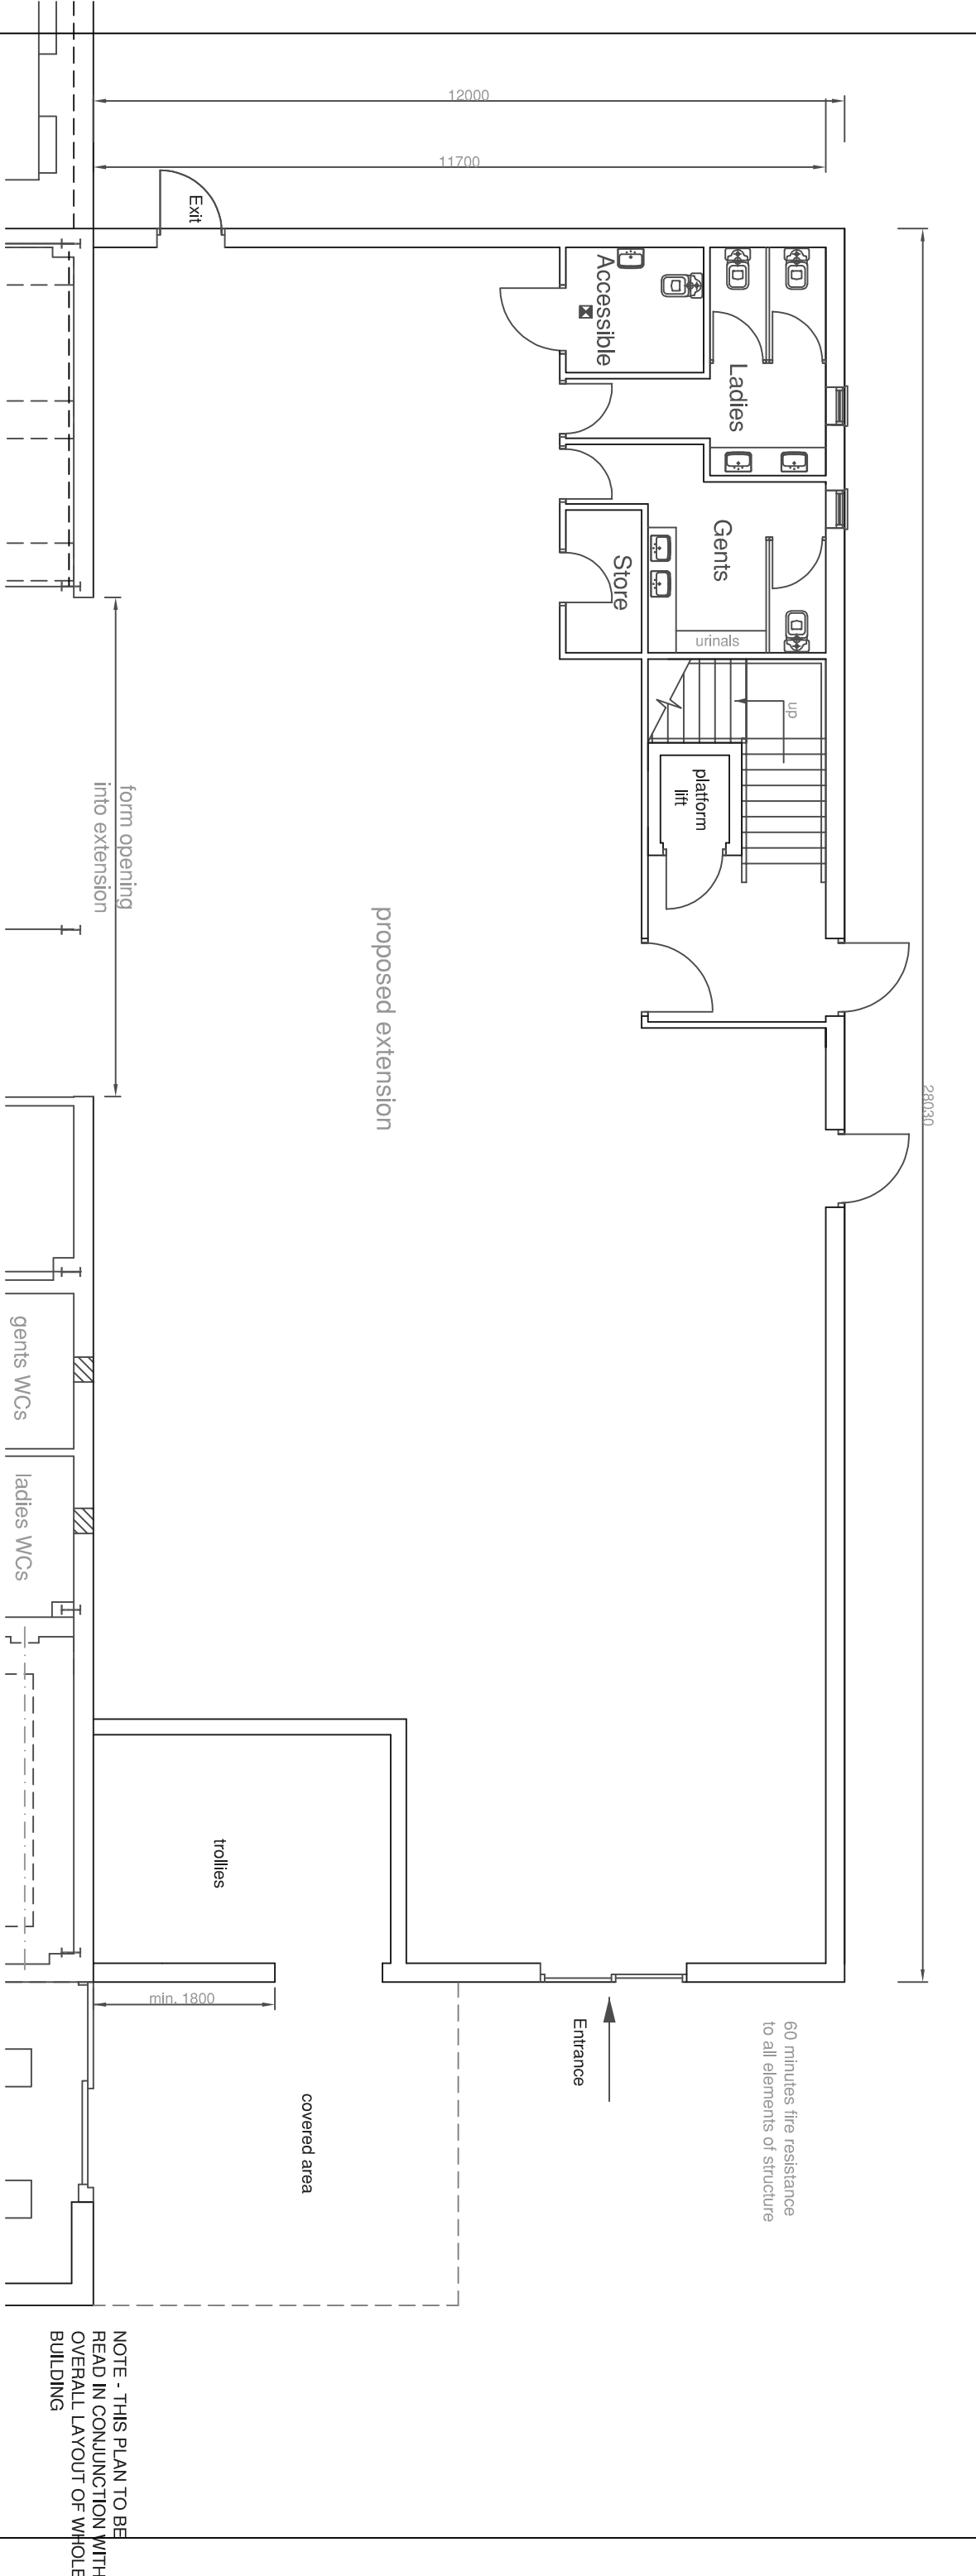 12000
11700
Exit
Accessible
Ladies
Gents
Store
urinals
up
platform
lift
form opening
into extension
proposed extension
28030
gents WCs
ladies WCs
trollies
min. 1800
Entrance
covered area
60 minutes fire resistance
to all elements of structure
NOTE - THIS PLAN TO BE
READ IN CONJUNCTION WITH
OVERALL LAYOUT OF WHOLE
BUILDING